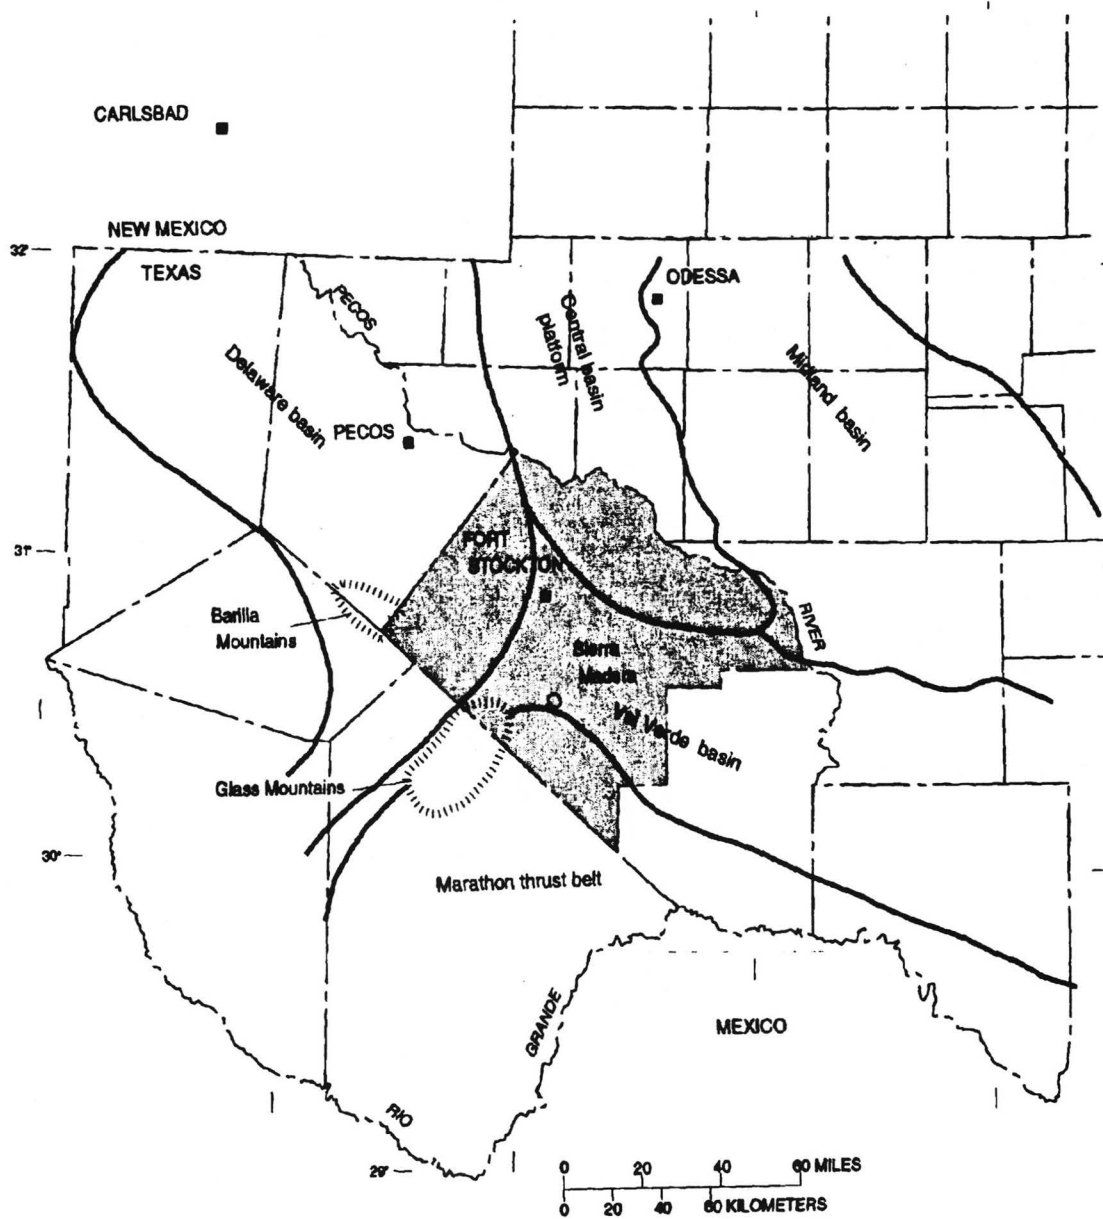 CARLSBAD
NEW MEXICO
32°
TEXAS
PECOS
ODESSA
Central basin
platform
Delaware basin
Midland basin
PECOS
31°
FORT
STOCKTON
Barilla
Mountains
RIVER
Sierra
Madera
Val Verde basin
Glass Mountains
30°
Marathon thrust belt
GRANDE
MEXICO
RIO
29°
0 20 40 60 MILES
0 20 40 60 KILOMETERS